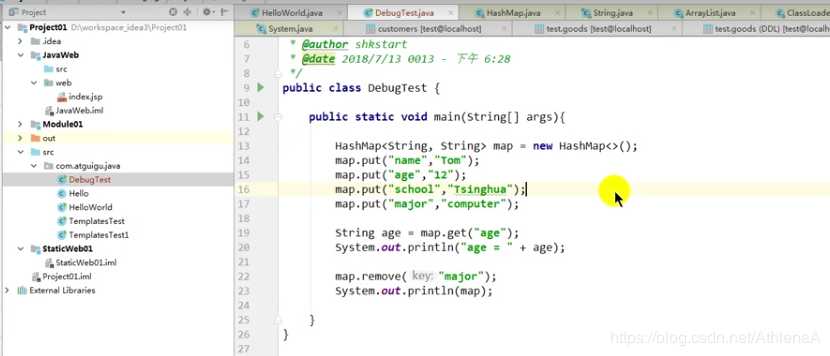 Project
HelloWorld.java
DebugTest.java
HashMap.java
String.java
ArrayList.java
ClassLoade
System.java
customers [test@localhost]
test.goods [test@localhost]
test.goods (DDL) [test@localh
Project01 D:\workspace_idea3\Project01
.idea
JavaWeb
src
web
index.jsp
JavaWeb.iml
Module01
out
src
com.atguigu.java
DebugTest
Hello
HelloWorld
TemplatesTest
TemplatesTest1
StaticWeb01
StaticWeb01.iml
Project01.iml
External Libraries
6 * @author shkstart
7 * @date 2018/7/13 0013 - 下午 6:28
8 */
9 public class DebugTest {
10
11 public static void main(String[] args){
12
13 HashMap<String, String> map = new HashMap<>();
14 map.put("name","Tom");
15 map.put("age","12");
16 map.put("school","Tsinghua");
17 map.put("major","computer");
18
19 String age = map.get("age");
20 System.out.println("age = " + age);
21
22 map.remove( key: "major");
23 System.out.println(map);
24
25 }
26 }
27
https://blog.csdn.net/AthlenaA